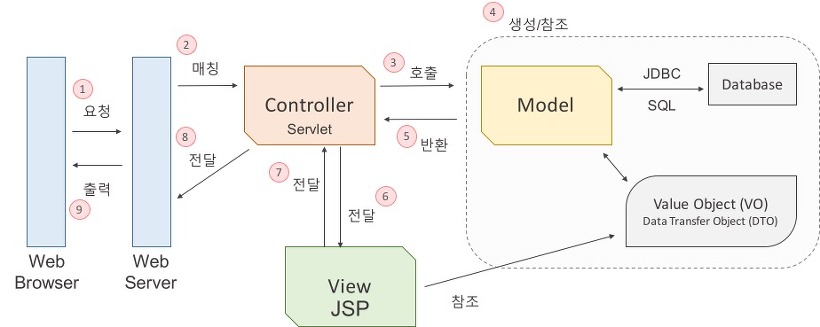 4
생성/참조
2
매칭
3
호출
1
요청
Controller
Servlet
Model
JDBC
SQL
Database
8
전달
5
반환
출력
9
7
전달
6
전달
Value Object (VO)
Data Transfer Object (DTO)
Web
Browser
Web
Server
View
JSP
참조